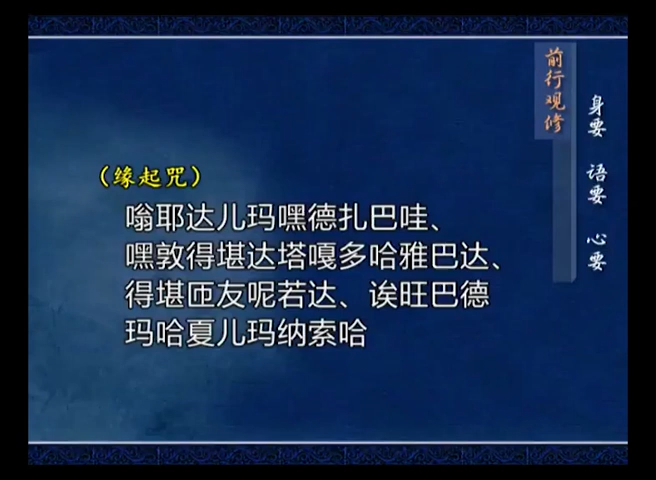 前行观修
身要 语要 心要
（缘起咒）
嗡耶达儿玛嘿德扎巴哇、
嘿敦得堪达塔嘎多哈雅巴达、
得堪匝友呢若达、诶旺巴德
玛哈夏儿玛纳索哈